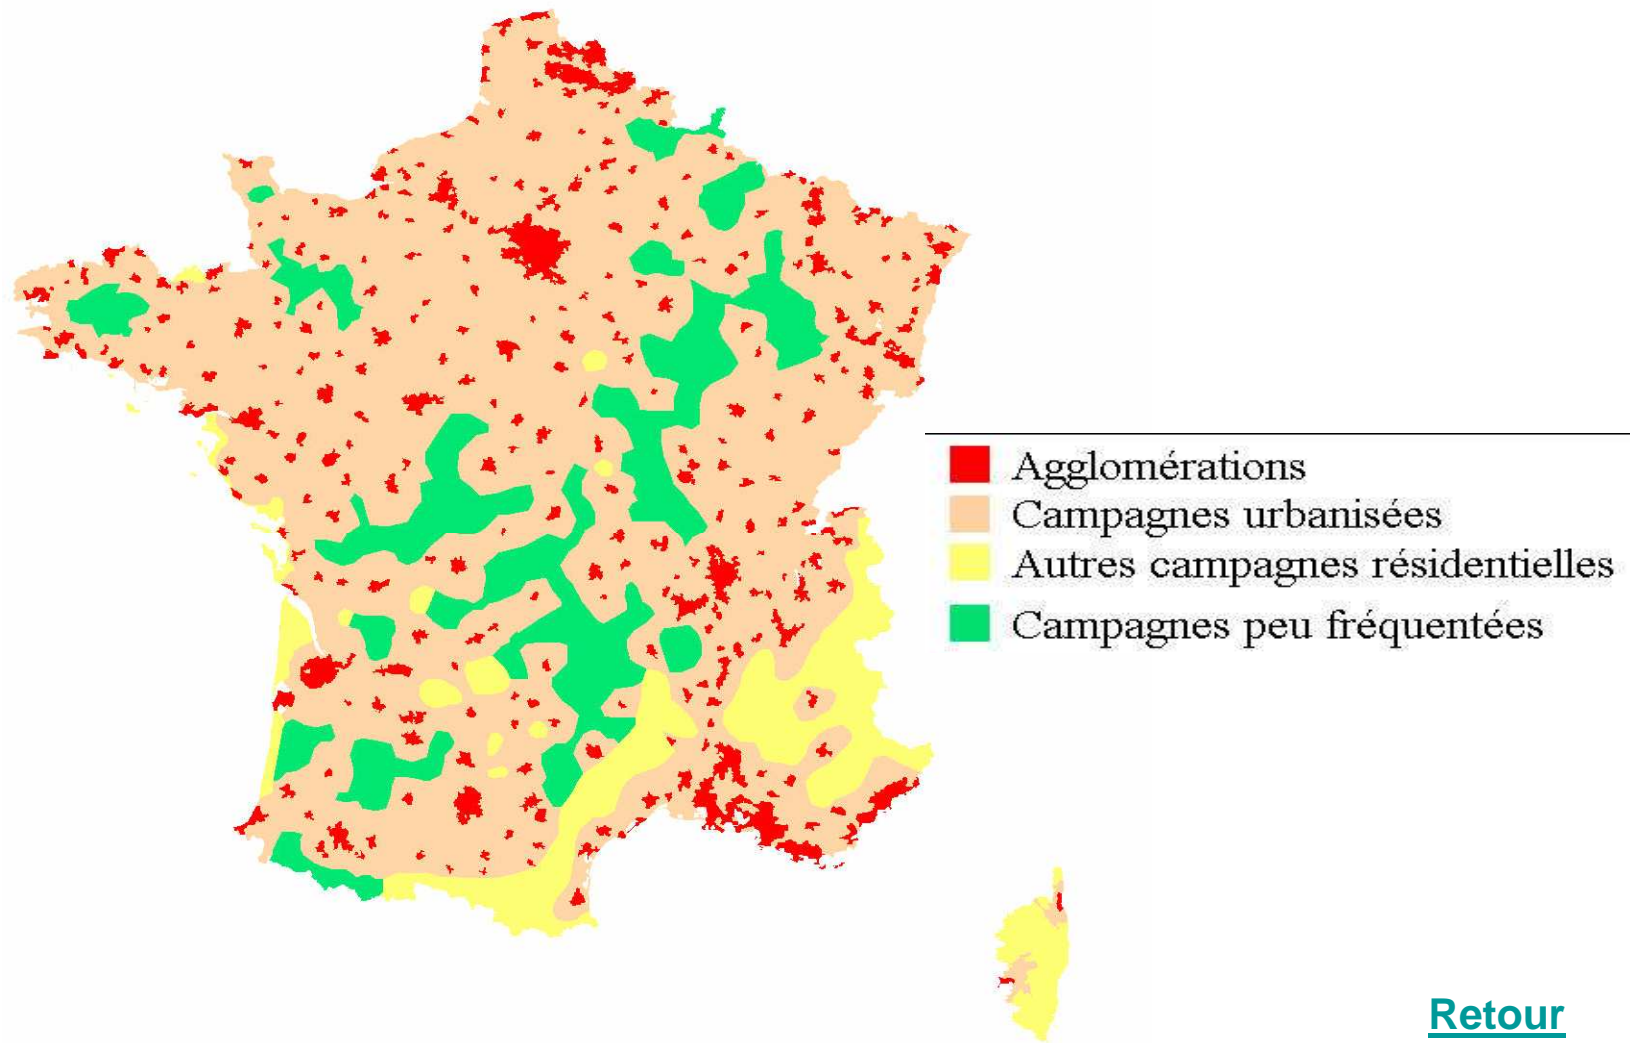 Agglomérations
Campagnes urbanisées
Autres campagnes résidentielles
Campagnes peu fréquentées
Retour